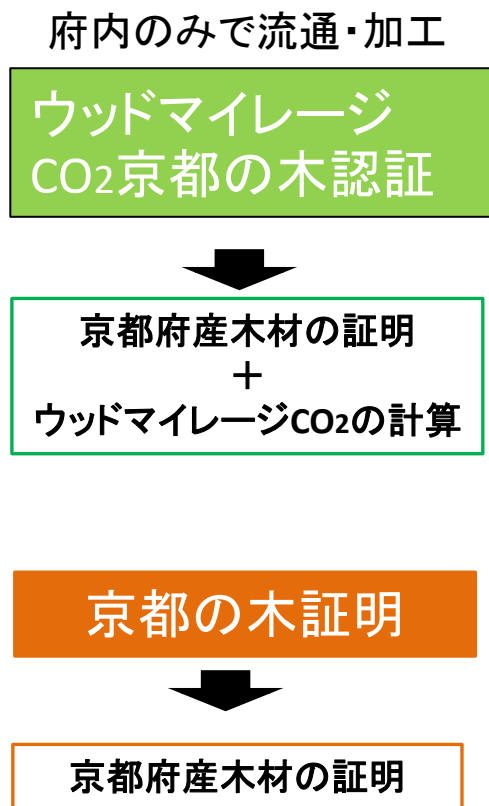 府内のみで流通・加工
ウッドマイレージ
CO2京都の木認証
京都府産木材の証明
＋
ウッドマイレージCO2の計算
京都の木証明
京都府産木材の証明